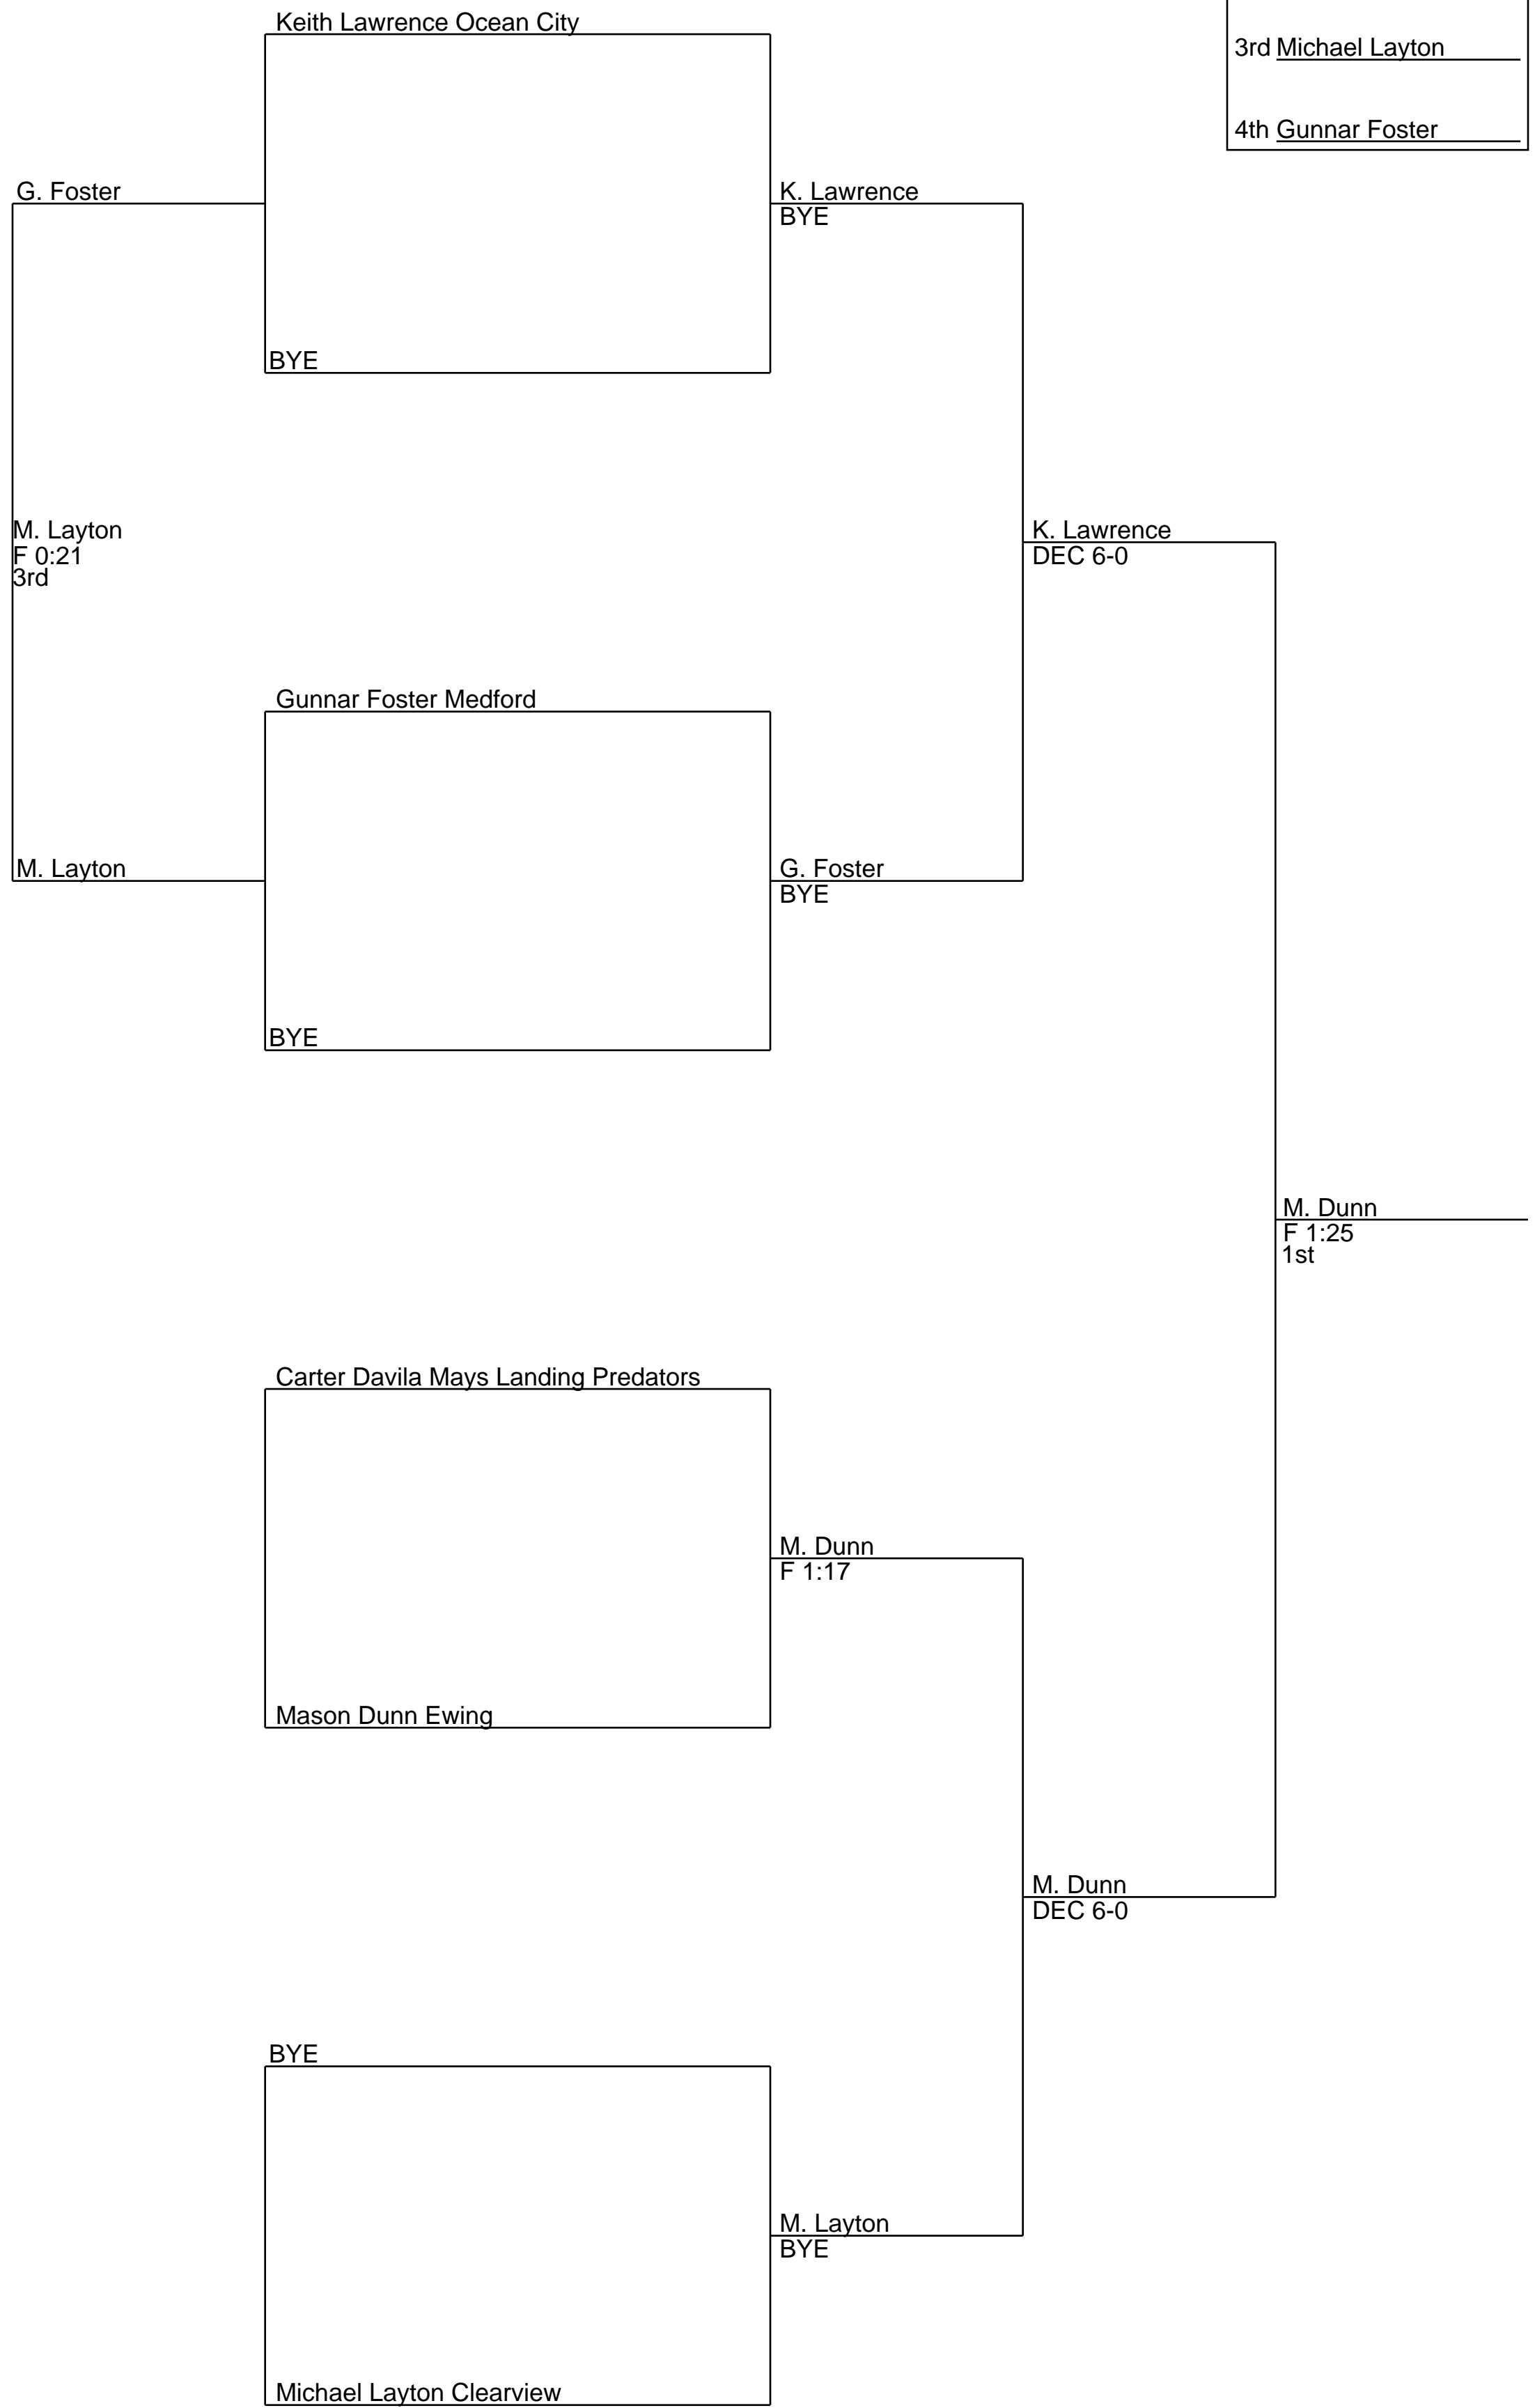 Keith Lawrence Ocean City
3rd Michael Layton
4th Gunnar Foster
G. Foster
K. Lawrence
BYE
BYE
M. Layton
F 0:21
3rd
K. Lawrence
DEC 6-0
Gunnar Foster Medford
M. Layton
G. Foster
BYE
BYE
M. Dunn
F 1:25
1st
Carter Davila Mays Landing Predators
M. Dunn
F 1:17
Mason Dunn Ewing
M. Dunn
DEC 6-0
BYE
M. Layton
BYE
Michael Layton Clearview